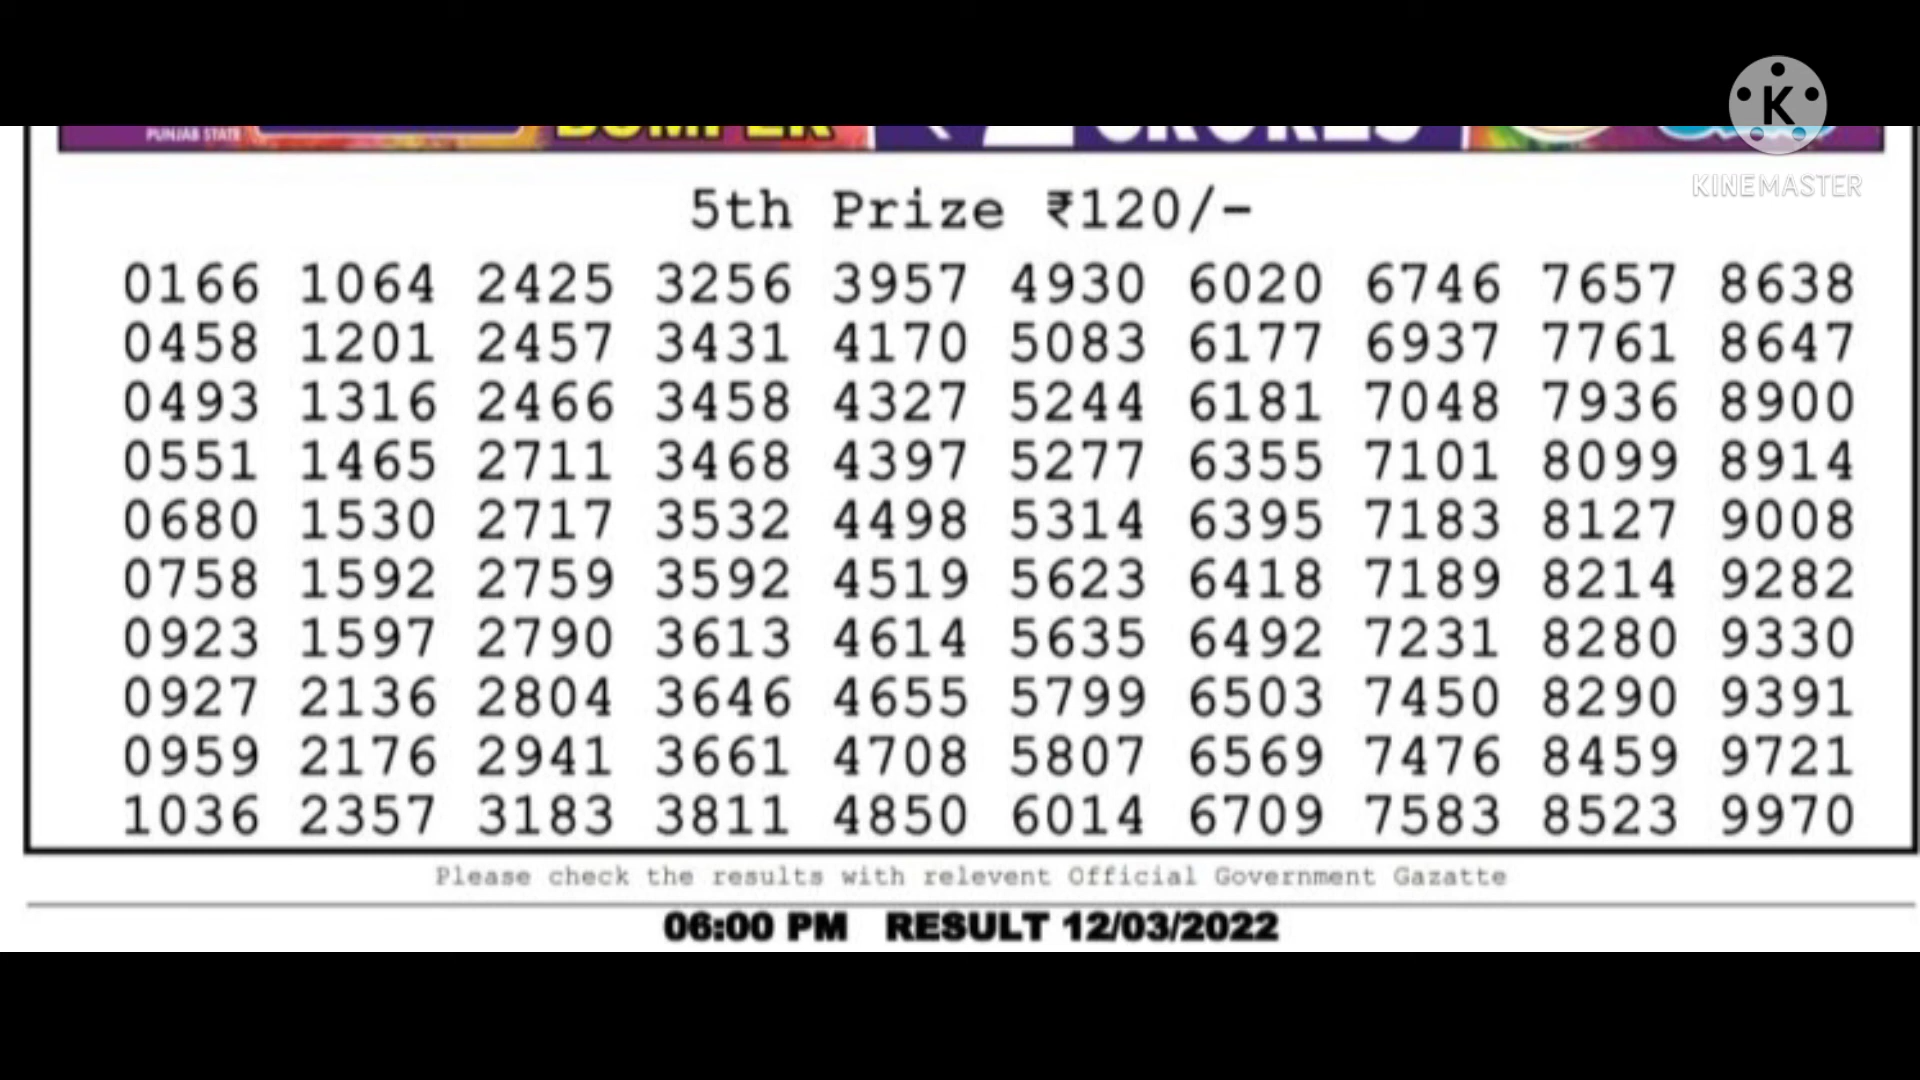 K
KINEMASTER
PUNJAB STATE BUMPER CRORES
5th Prize ₹120/-
0166 1064 2425 3256 3957 4930 6020 6746 7657 8638
0458 1201 2457 3431 4170 5083 6177 6937 7761 8647
0493 1316 2466 3458 4327 5244 6181 7048 7936 8900
0551 1465 2711 3468 4397 5277 6355 7101 8099 8914
0680 1530 2717 3532 4498 5314 6395 7183 8127 9008
0758 1592 2759 3592 4519 5623 6418 7189 8214 9282
0923 1597 2790 3613 4614 5635 6492 7231 8280 9330
0927 2136 2804 3646 4655 5799 6503 7450 8290 9391
0959 2176 2941 3661 4708 5807 6569 7476 8459 9721
1036 2357 3183 3811 4850 6014 6709 7583 8523 9970
Please check the results with relevent Official Government Gazatte
06:00 PM RESULT 12/03/2022